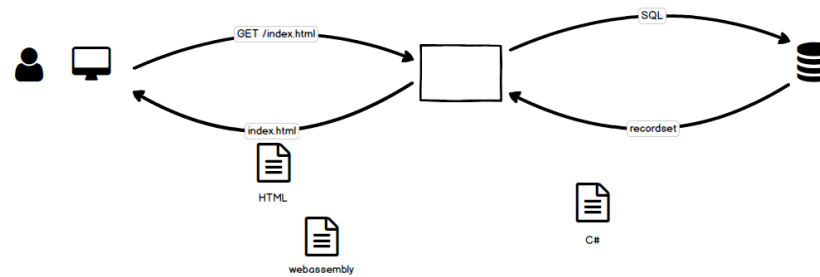 GET /index.html
SQL
index.html
recordset
HTML
C#
webassembly